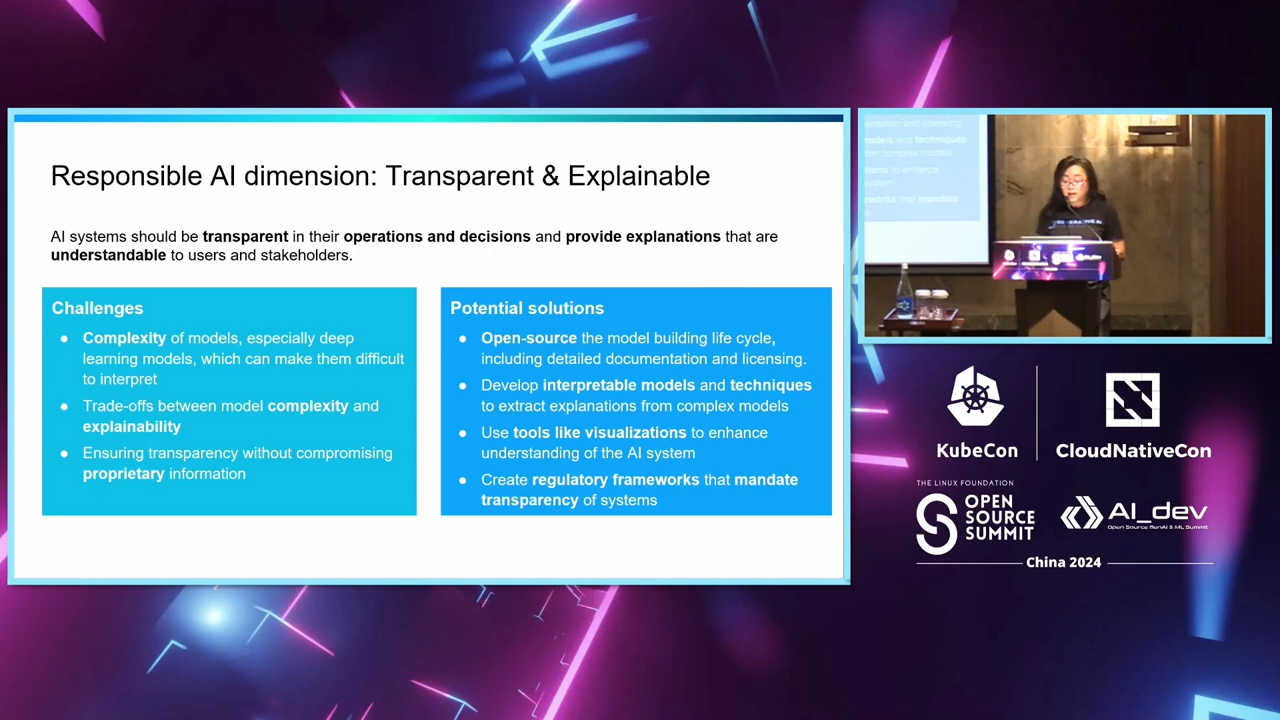 Responsible AI dimension: Transparent & Explainable
AI systems should be transparent in their operations and decisions and provide explanations that are
understandable to users and stakeholders.
Challenges
● Complexity of models, especially deep
learning models, which can make them difficult
to interpret
● Trade-offs between model complexity and
explainability
● Ensuring transparency without compromising
proprietary information
Potential solutions
● Open-source the model building life cycle,
including detailed documentation and licensing.
● Develop interpretable models and techniques
to extract explanations from complex models
● Use tools like visualizations to enhance
understanding of the AI system
● Create regulatory frameworks that mandate
transparency of systems
KubeCon
CloudNativeCon
THE LINUX FOUNDATION
OPEN
SOURCE
SUMMIT
AI_dev
Open Source GenAI & ML Summit
China 2024